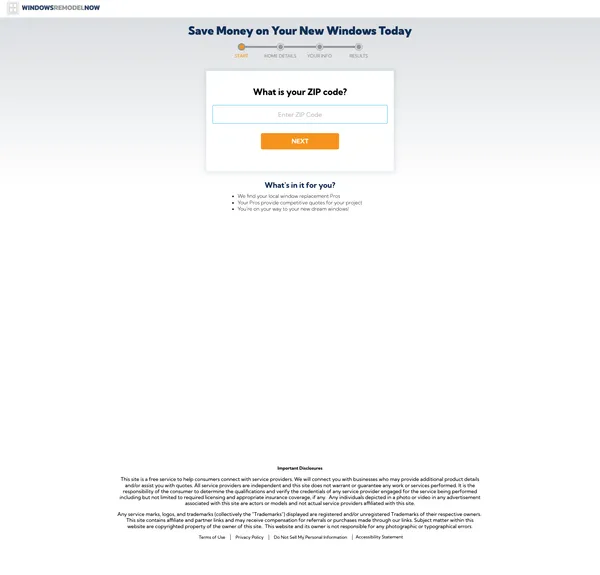 WINDOWSREMODELNOW
Save Money on Your New Windows Today
START HOME DETAILS YOUR INFO RESULTS
What is your ZIP code?
Enter ZIP Code
NEXT
What's in it for you?
We find your local window replacement Pros
Your Pros provide competitive quotes for your project
You're on your way to your new dream windows!
Important Disclosures
This site is a free service to help consumers connect with service providers. We will connect you with businesses who may provide additional product details
and/or assist you with quotes. All service providers are independent and this site does not warrant or guarantee any work or services performed. It is the
responsibility of the consumer to determine the qualifications and verify the credentials of any service provider engaged for the service being performed
including but not limited to required licensing and appropriate insurance coverage, if any. Any individuals depicted in a photo or video in any advertisement
associated with this site are actors or models and not actual service providers affiliated with this site.
Any service marks, logos, and trademarks (collectively the "Trademarks") displayed are registered and/or unregistered Trademarks of their respective owners.
This site contains affiliate and partner links and may receive compensation for referrals or purchases made through our links. Subject matter within this
website are copyrighted property of the owner of this site. This website and its owner is not responsible for any photographic or typographical errors.
Terms of Use | Privacy Policy | Do Not Sell My Personal Information | Accessibility Statement